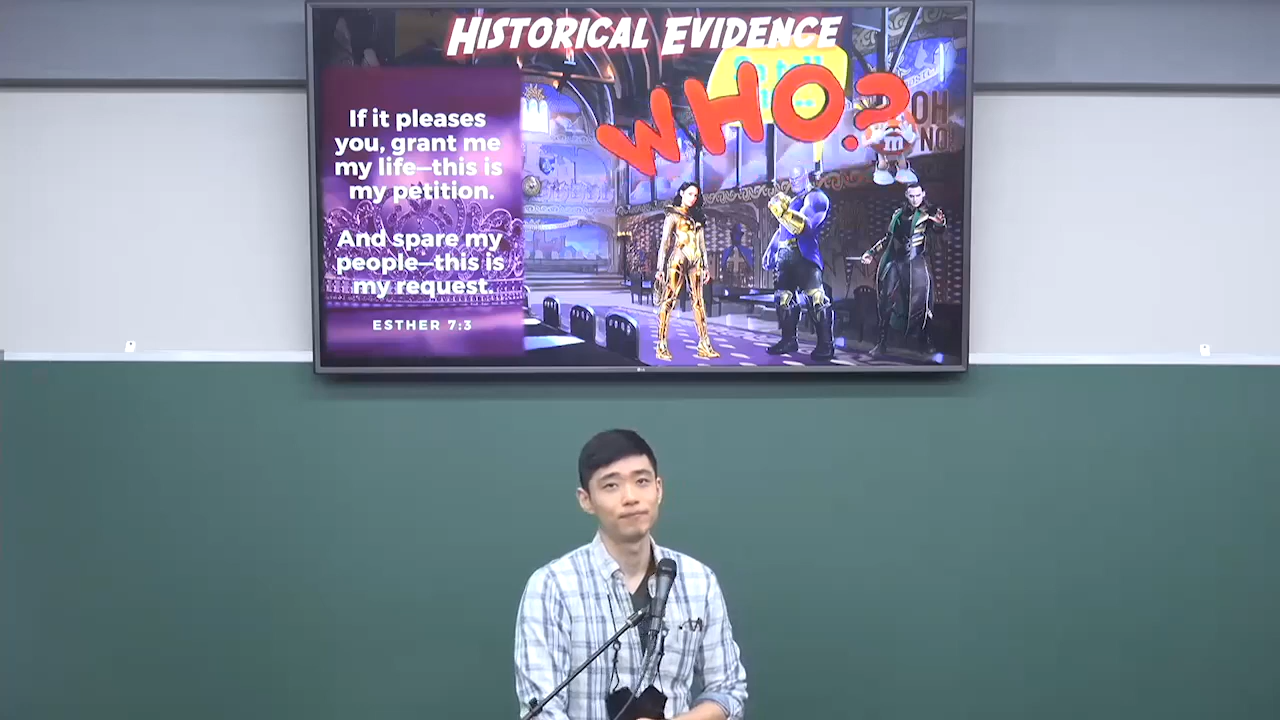 HISTORICAL EVIDENCE
WHO?
OH
NO
m
If it pleases
you, grant me
my life—this is
my petition.
And spare my
people—this is
my request.
ESTHER 7:3
LG